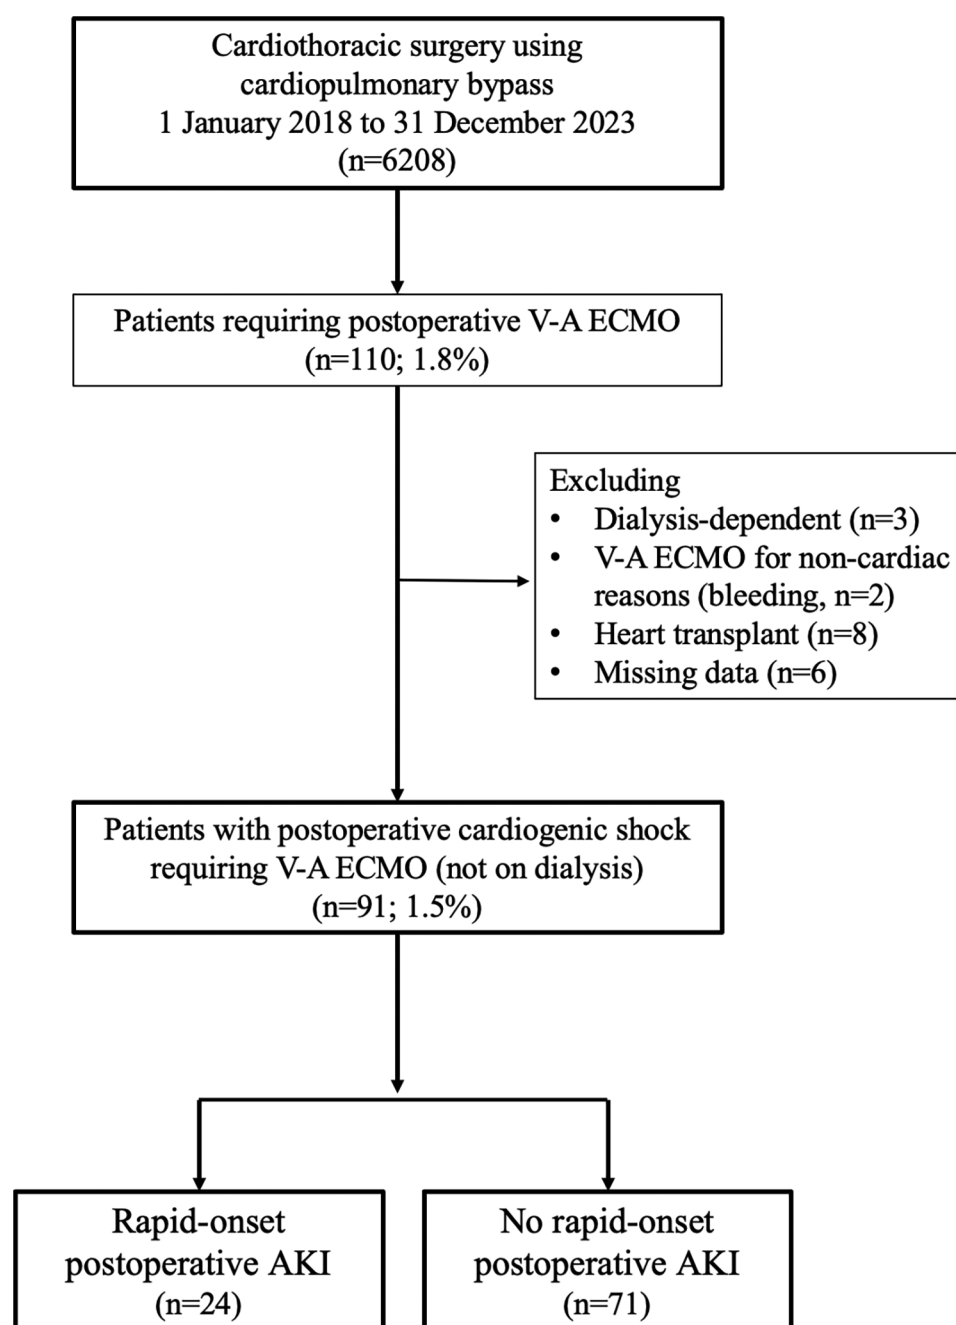 Cardiothoracic surgery using
cardiopulmonary bypass
1 January 2018 to 31 December 2023
(n=6208)
Patients requiring postoperative V-A ECMO
(n=110; 1.8%)
Excluding
• Dialysis-dependent (n=3)
• V-A ECMO for non-cardiac
reasons (bleeding, n=2)
• Heart transplant (n=8)
• Missing data (n=6)
Patients with postoperative cardiogenic shock
requiring V-A ECMO (not on dialysis)
(n=91; 1.5%)
Rapid-onset
postoperative AKI
(n=24)
No rapid-onset
postoperative AKI
(n=71)